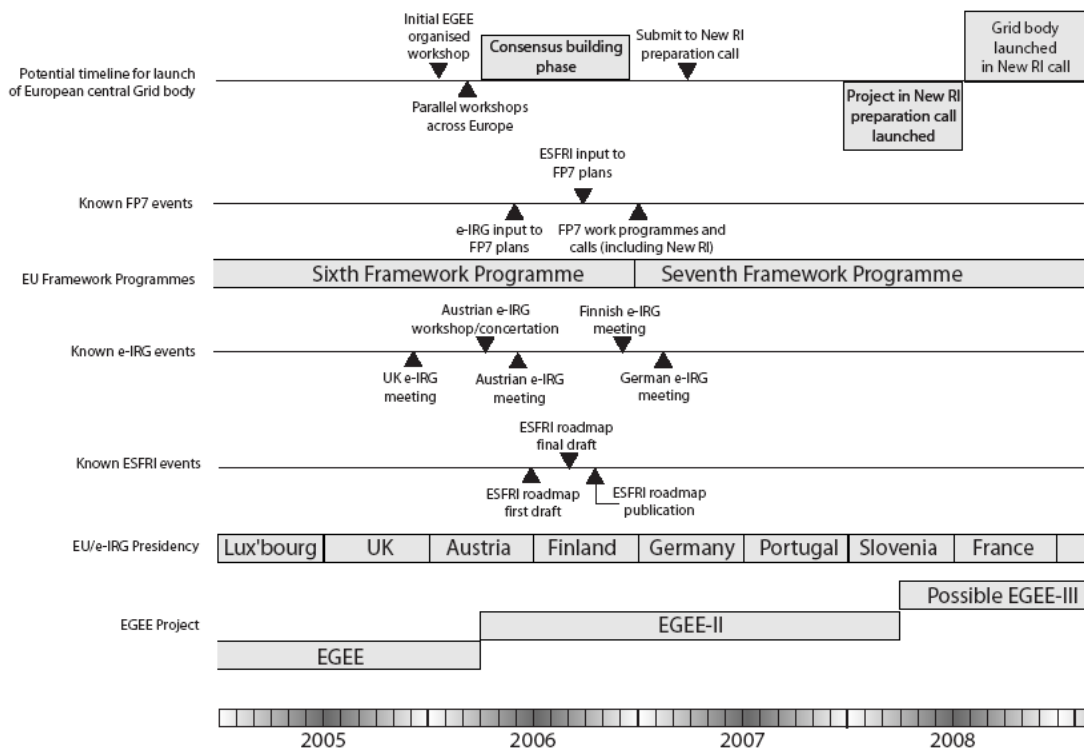 Initial EGEE
organised
workshop
Consensus building
phase
Submit to New RI
preparation call
Grid body
launched
in New RI call
Potential timeline for launch
of European central Grid body
Parallel workshops
across Europe
Project in New RI
preparation call
launched
ESFRI input to
FP7 plans
Known FP7 events
e-IRG input to
FP7 plans
FP7 work programmes and
calls (including New RI)
EU Framework Programmes
Sixth Framework Programme
Seventh Framework Programme
Austrian e-IRG
workshop/concertation
Finnish e-IRG
meeting
Known e-IRG events
UK e-IRG
meeting
Austrian e-IRG
meeting
German e-IRG
meeting
ESFRI roadmap
final draft
Known ESFRI events
ESFRI roadmap
first draft
ESFRI roadmap
publication
EU/e-IRG Presidency
Lux'bourg
UK
Austria
Finland
Germany
Portugal
Slovenia
France
Possible EGEE-III
EGEE Project
EGEE-II
EGEE
2005
2006
2007
2008